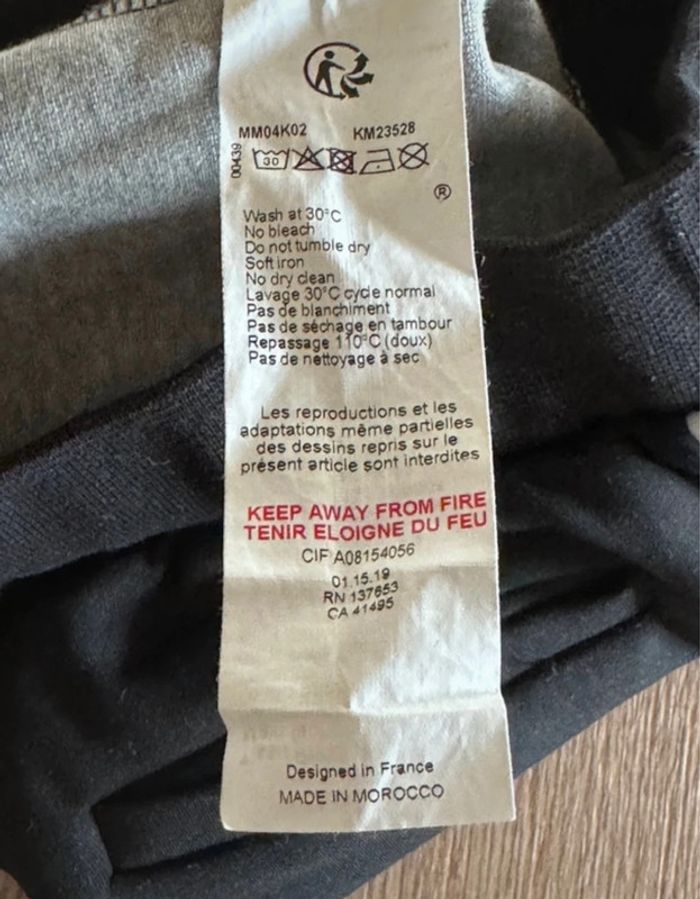 MM04K02 KM23528
00439
30
®
Wash at 30°C
No bleach
Do not tumble dry
Soft iron
No dry clean
Lavage 30°C cycle normal
Pas de blanchiment
Pas de séchage en tambour
Repassage 110°C (doux)
Pas de nettoyage à sec
Les reproductions et les
adaptations même partielles
des dessins repris sur le
présent article sont interdites
KEEP AWAY FROM FIRE
TENIR ELOIGNE DU FEU
CIF A08154056
01.15.19
RN 137653
CA 41495
Designed in France
MADE IN MOROCCO